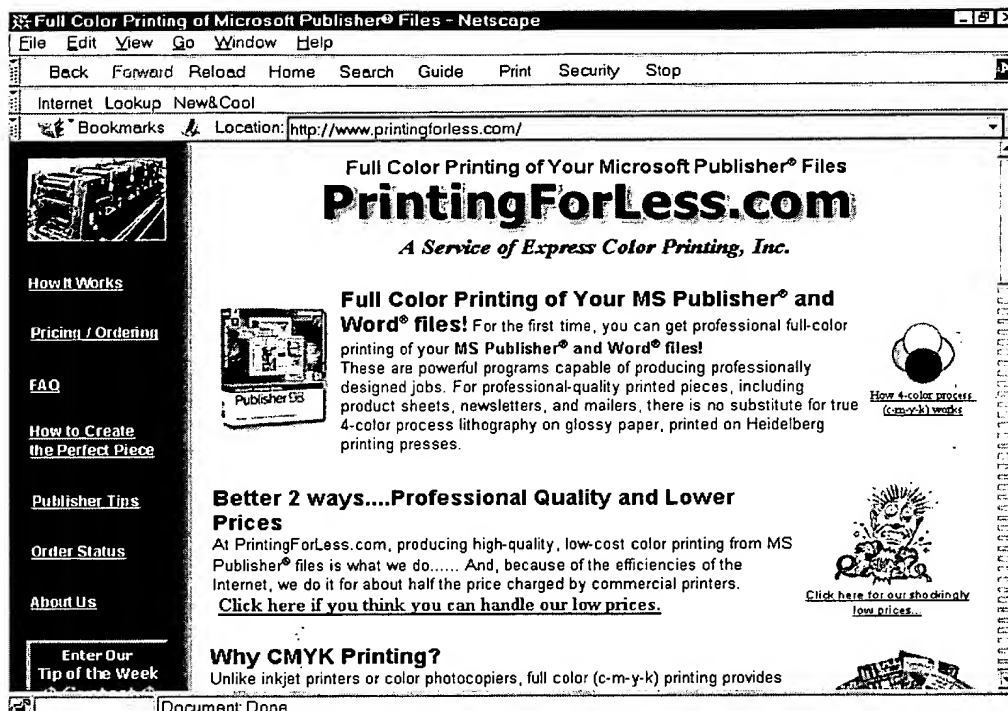 Full Color Printing of Microsoft Publisher® Files - Netscape
File Edit View Go Window Help
Back Forward Reload Home Search Guide Print Security Stop
Internet Lookup New&Cool
Bookmarks Location: http://www.printingforless.com/
Full Color Printing of Your Microsoft Publisher® Files
PrintingForLess.com
A Service of Express Color Printing, Inc.
How It Works
Pricing / Ordering
FAQ
How to Create
the Perfect Piece
Publisher Tips
Order Status
About Us
Enter Our
Tip of the Week
Publisher 98
Full Color Printing of Your MS Publisher® and
Word® files! For the first time, you can get professional full-color
printing of your MS Publisher® and Word® files!
These are powerful programs capable of producing professionally
designed jobs. For professional-quality printed pieces, including
product sheets, newsletters, and mailers, there is no substitute for true
4-color process lithography on glossy paper, printed on Heidelberg
printing presses.
How 4-color process
(c-m-y-k) works
Better 2 ways....Professional Quality and Lower
Prices
At PrintingForLess.com, producing high-quality, low-cost color printing from MS
Publisher® files is what we do...... And, because of the efficiencies of the
Internet, we do it for about half the price charged by commercial printers.
Click here if you think you can handle our low prices.
Click here for our shockingly
low prices...
Why CMYK Printing?
Unlike inkjet printers or color photocopiers, full color (c-m-y-k) printing provides
Document: Done